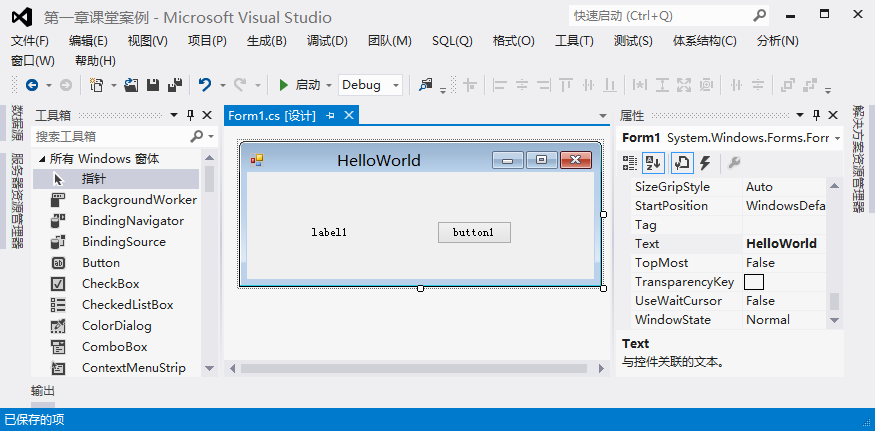 第一章课堂案例 - Microsoft Visual Studio
快速启动 (Ctrl+Q)
文件(F) 编辑(E) 视图(V) 项目(P) 生成(B) 调试(D) 团队(M) SQL(Q) 格式(O) 工具(T) 测试(S) 体系结构(C) 分析(N)
窗口(W) 帮助(H)
启动 Debug
数据源
服务器资源管理器
工具箱
搜索工具箱
所有 Windows 窗体
指针
BackgroundWorker
BindingNavigator
BindingSource
Button
CheckBox
CheckedListBox
ColorDialog
ComboBox
ContextMenuStrip
Form1.cs [设计]
HelloWorld
label1
button1
属性
Form1 System.Windows.Forms.Form
SizeGripStyle Auto
StartPosition WindowsDefa
Tag
Text HelloWorld
TopMost False
TransparencyKey
UseWaitCursor False
WindowState Normal
Text
与控件关联的文本。
解决方案资源管理器
输出
已保存的项